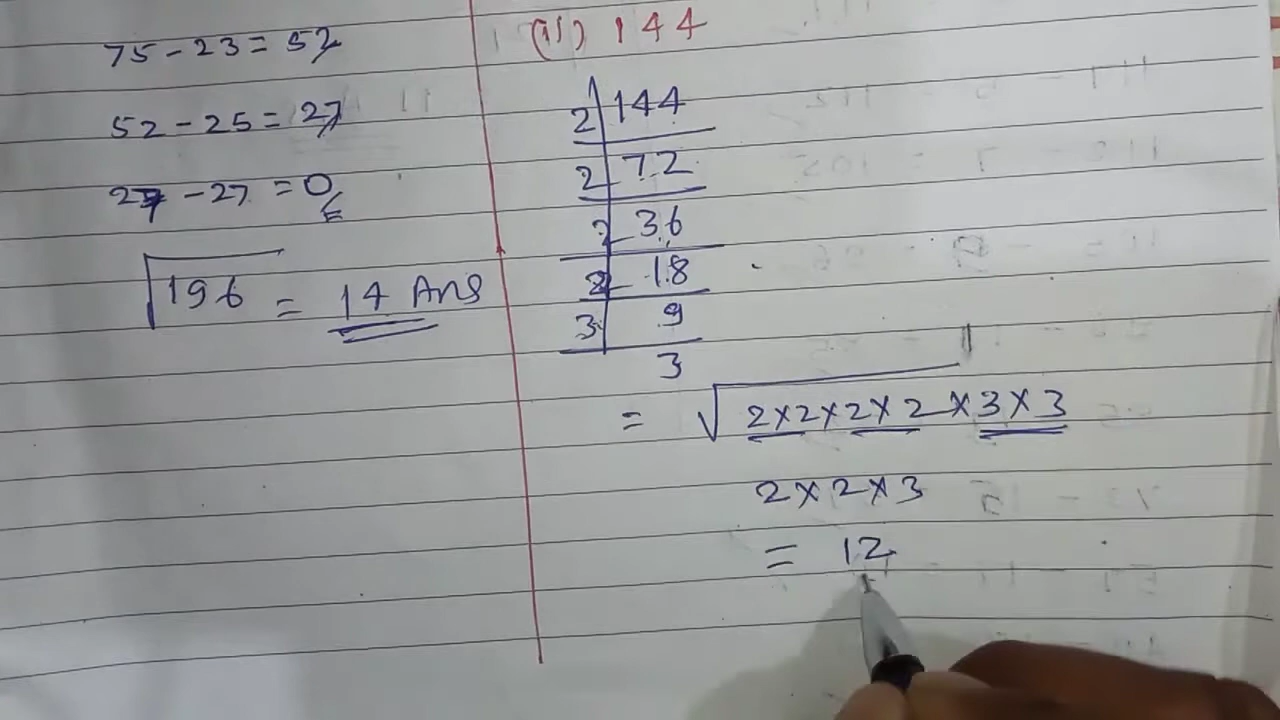 75 - 23 = 52
52 - 25 = 27
27 - 27 = 0
√196 = 14 Ans
(ii) 144
2 | 144
2 | 72
2 | 36
2 | 18
3 | 9
3
= √2×2×2×2×3×3
2×2×3
= 12